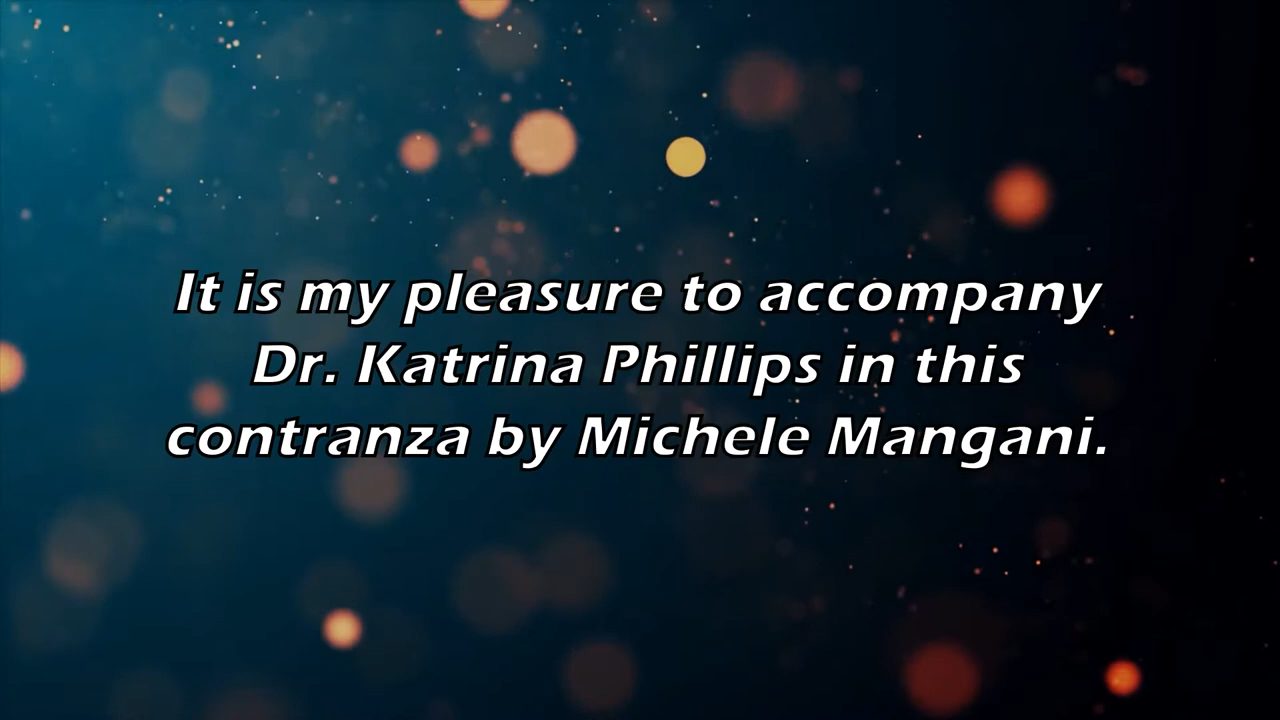 It is my pleasure to accompany
Dr. Katrina Phillips in this
contranza by Michele Mangani.